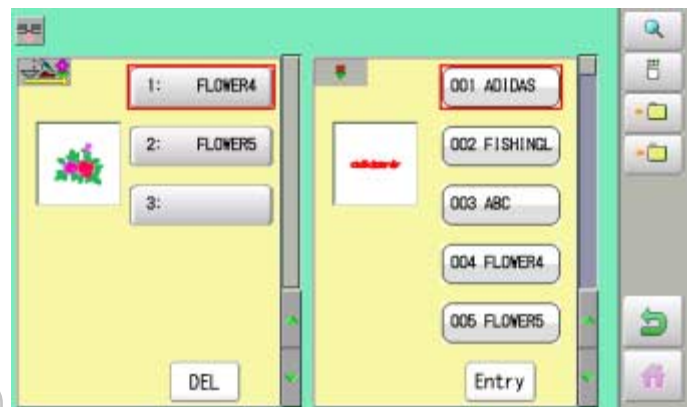 1: FLOWER4
2: FLOWER5
3:
DEL
001 ADIDAS
002 FISHINGL
003 ABC
004 FLOWER4
005 FLOWER5
Entry